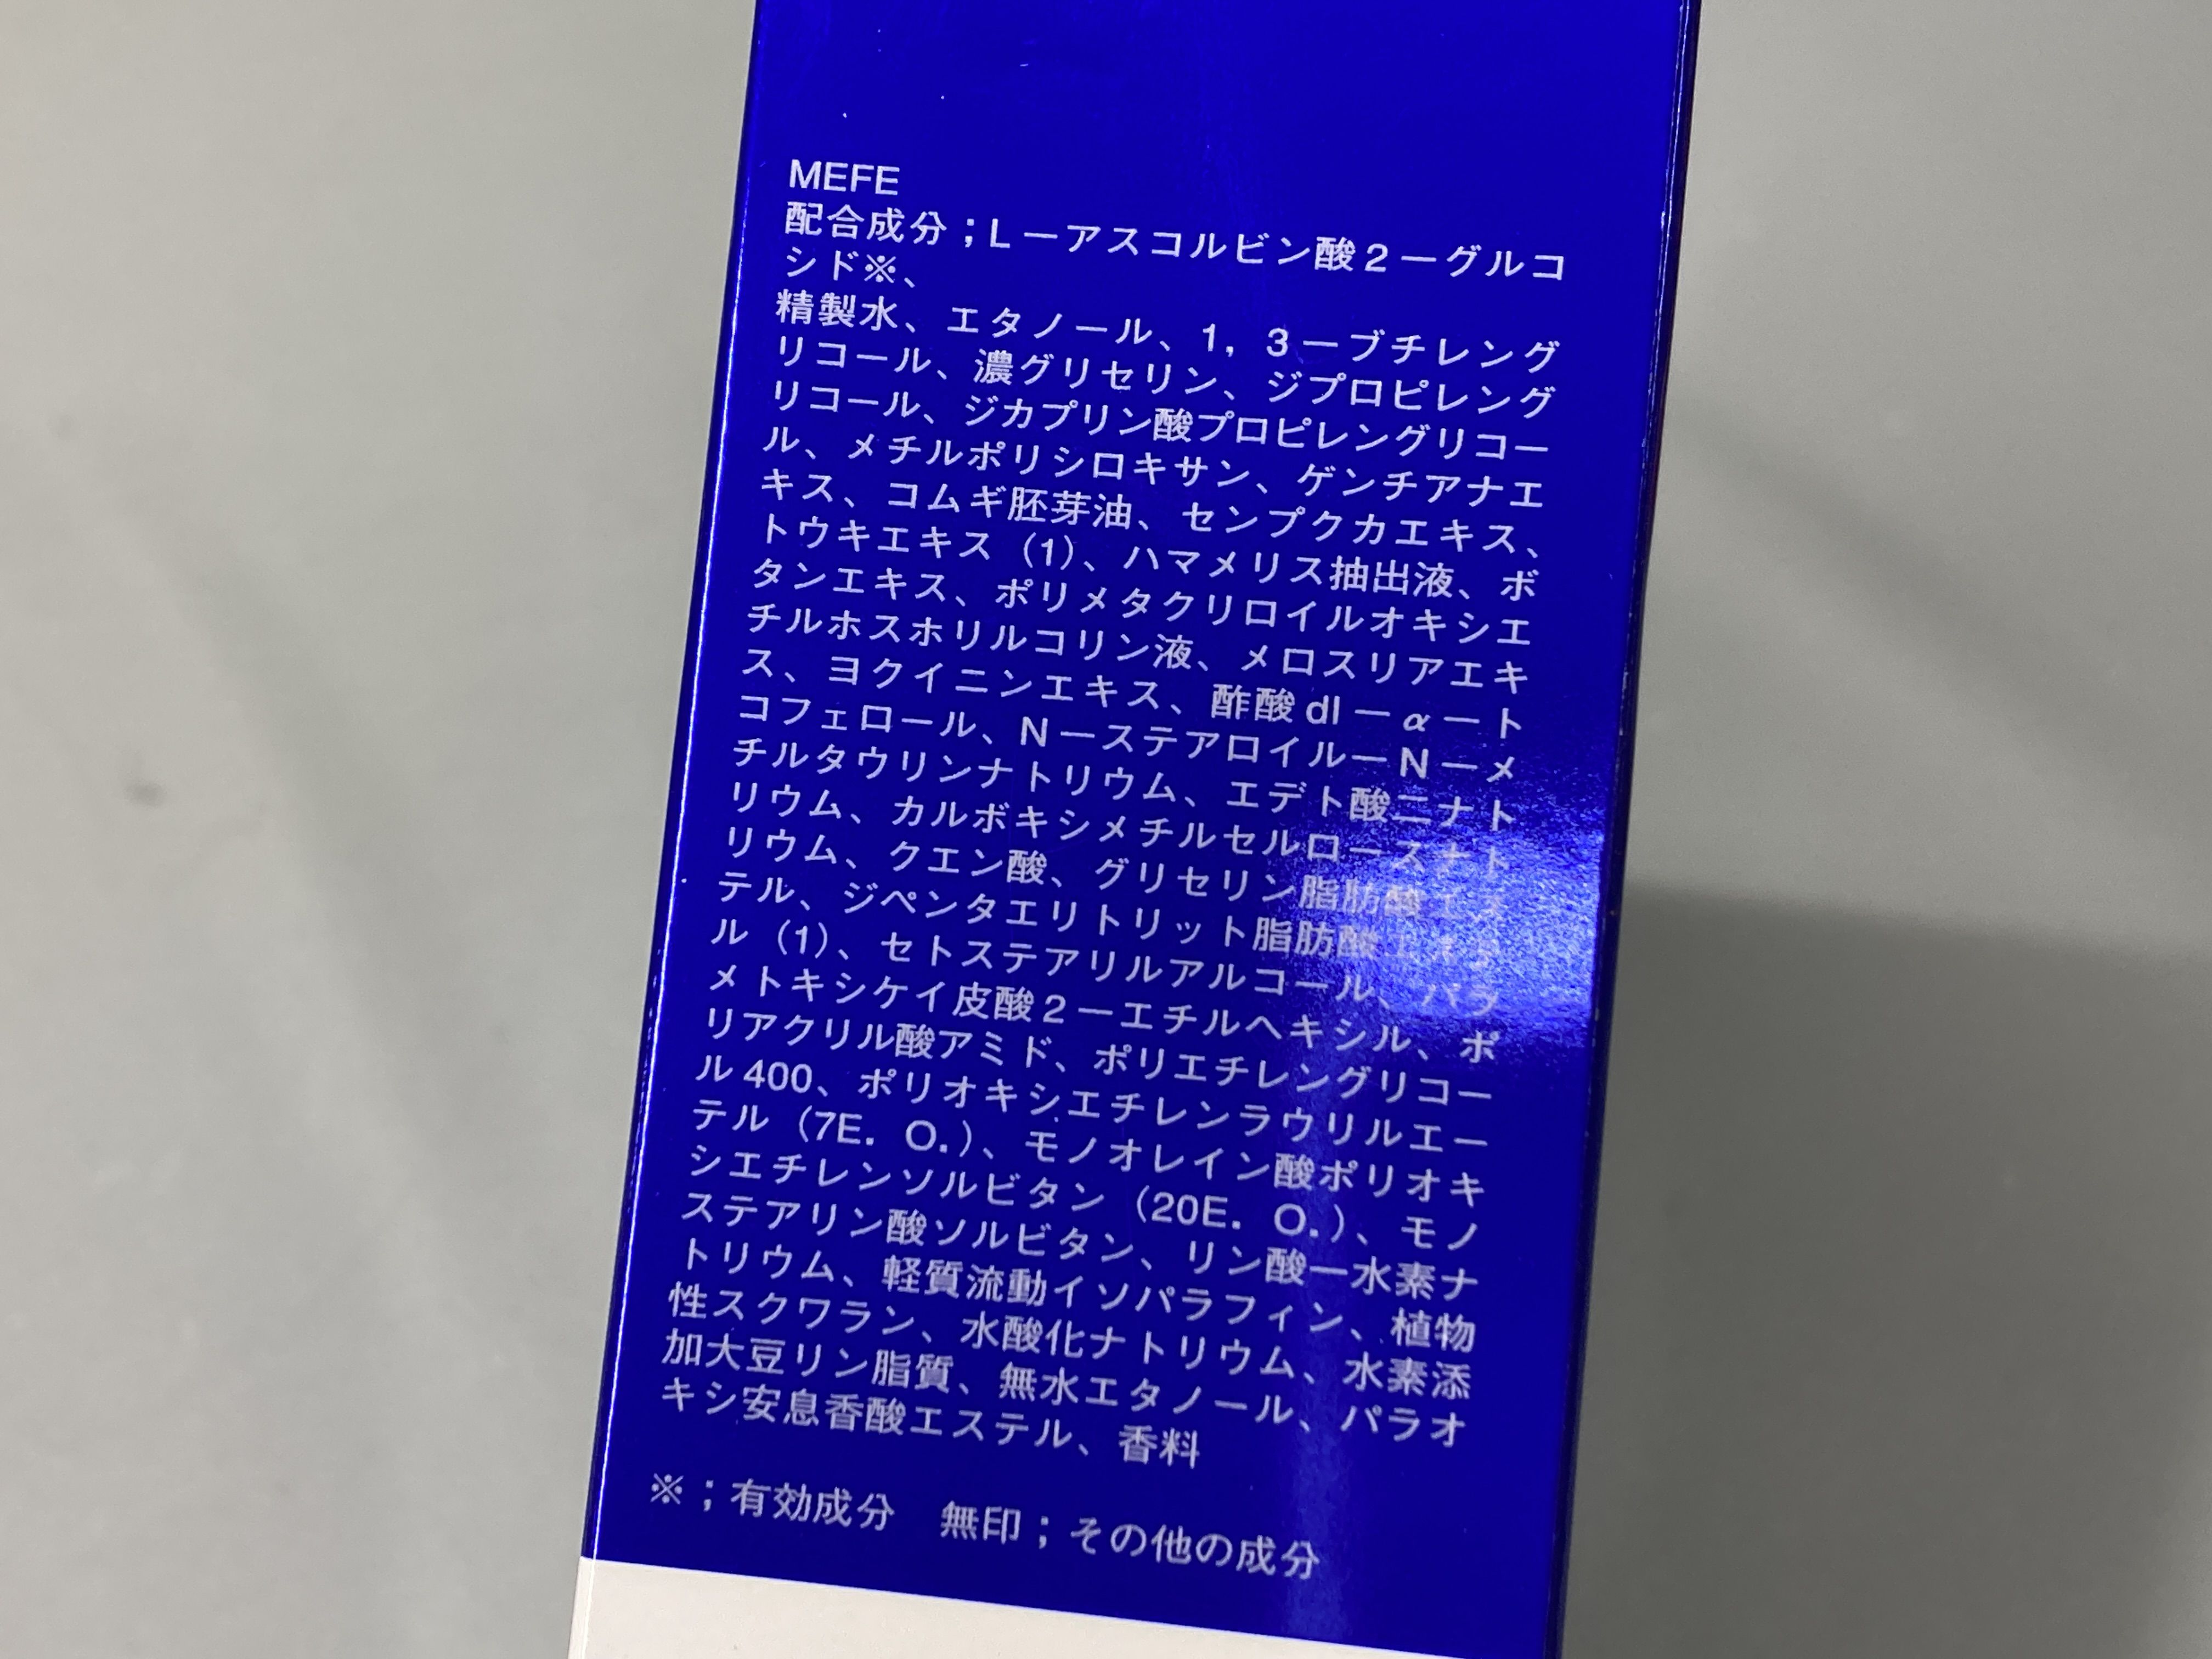 MEFE
配合成分；L－アスコルビン酸2－グルコ
シド※、
精製水、エタノール、1，3－ブチレング
リコール、濃グリセリン、ジプロピレング
リコール、ジカプリン酸プロピレングリコー
ル、メチルポリシロキサン、ゲンチアナエ
キス、コムギ胚芽油、センプクカエキス、
トウキエキス（1）、ハマメリス抽出液、ボ
タンエキス、ポリメタクリロイルオキシエ
チルホスホリルコリン液、メロスリアエキ
ス、ヨクイニンエキス、酢酸dl－α－ト
コフェロール、N－ステアロイル－N－メ
チルタウリンナトリウム、エデト酸二ナト
リウム、カルボキシメチルセルロースナト
リウム、クエン酸、グリセリン脂肪酸エス
テル、ジペンタエリトリット脂肪酸エステ
ル（1）、セトステアリルアルコール、パラ
メトキシケイ皮酸2－エチルヘキシル、ポ
リアクリル酸アミド、ポリエチレングリコー
ル400、ポリオキシエチレンラウリルエー
テル（7E．O.）、モノオレイン酸ポリオキ
シエチレンソルビタン（20E．O.）、モノ
ステアリン酸ソルビタン、リン酸一水素ナ
トリウム、軽質流動イソパラフィン、植物
性スクワラン、水酸化ナトリウム、水素添
加大豆リン脂質、無水エタノール、パラオ
キシ安息香酸エステル、香料
※；有効成分　無印；その他の成分